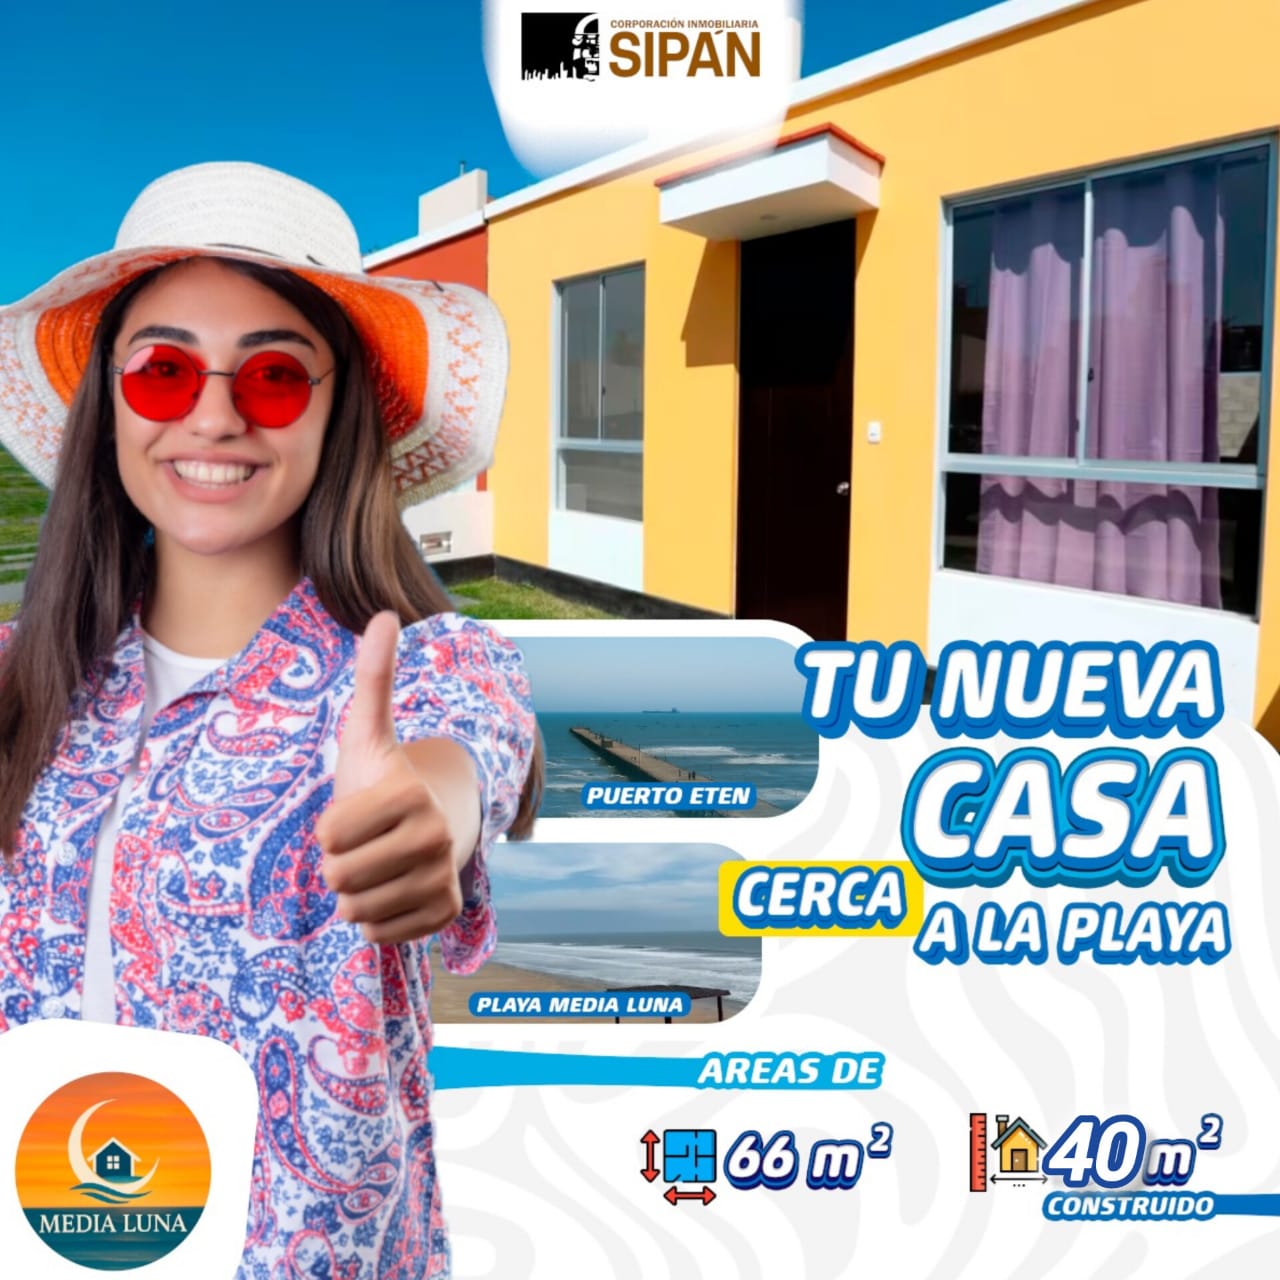 CORPORACIÓN INMOBILIARIA
SIPÁN
TU NUEVA
CASA
CERCA
A LA PLAYA
PUERTO ETEN
PLAYA MEDIA LUNA
AREAS DE
66 m²
40 m²
CONSTRUIDO
MEDIA LUNA